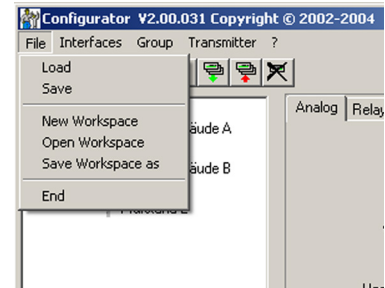 Configurator V2.00.031 Copyright © 2002-2004
File Interfaces Group Transmitter ?
Load
Save
New Workspace
Open Workspace
Save Workspace as
End
äude A
äude B
Analog Relay